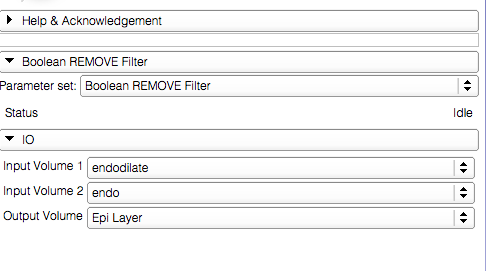 Help & Acknowledgement
Boolean REMOVE Filter
Parameter set: Boolean REMOVE Filter
Status Idle
IO
Input Volume 1 endodilate
Input Volume 2 endo
Output Volume Epi Layer